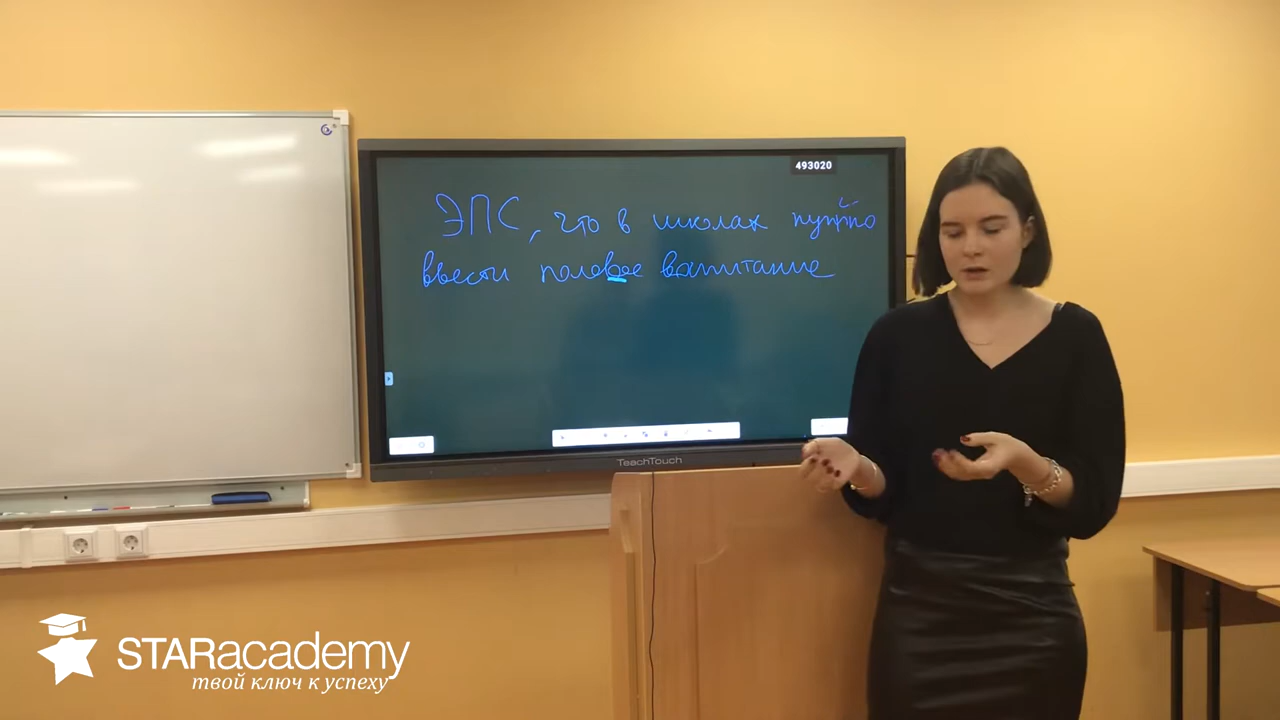 493020
ЭПС, что в школах нужно
ввести половое воспитание
TeachTouch
STARacademy
твой ключ к успеху